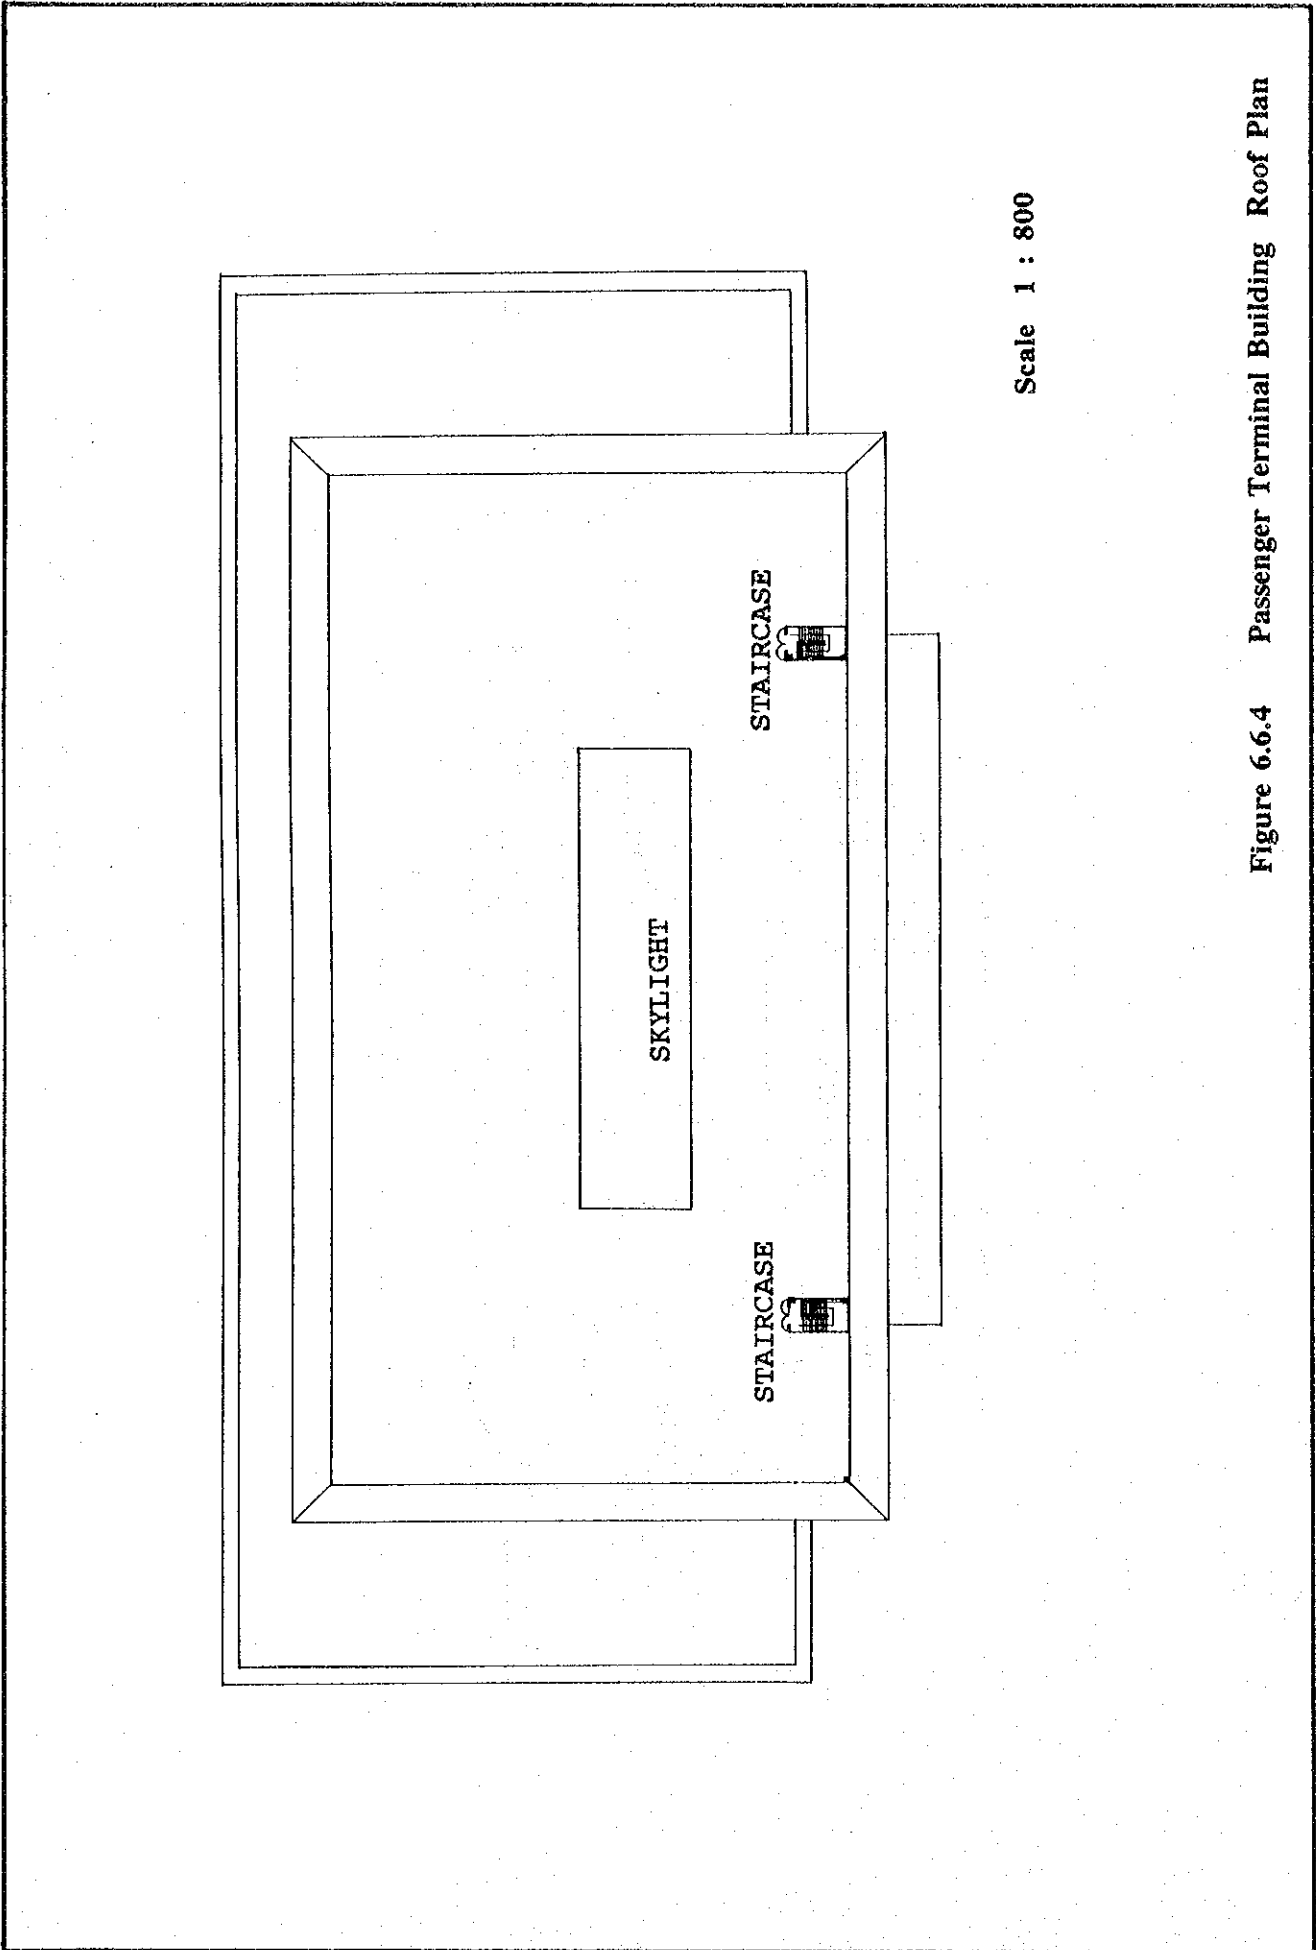 STAIRCASE
STAIRCASE
SKYLIGHT
Scale 1 : 800
Figure 6.6.4 Passenger Terminal Building Roof Plan